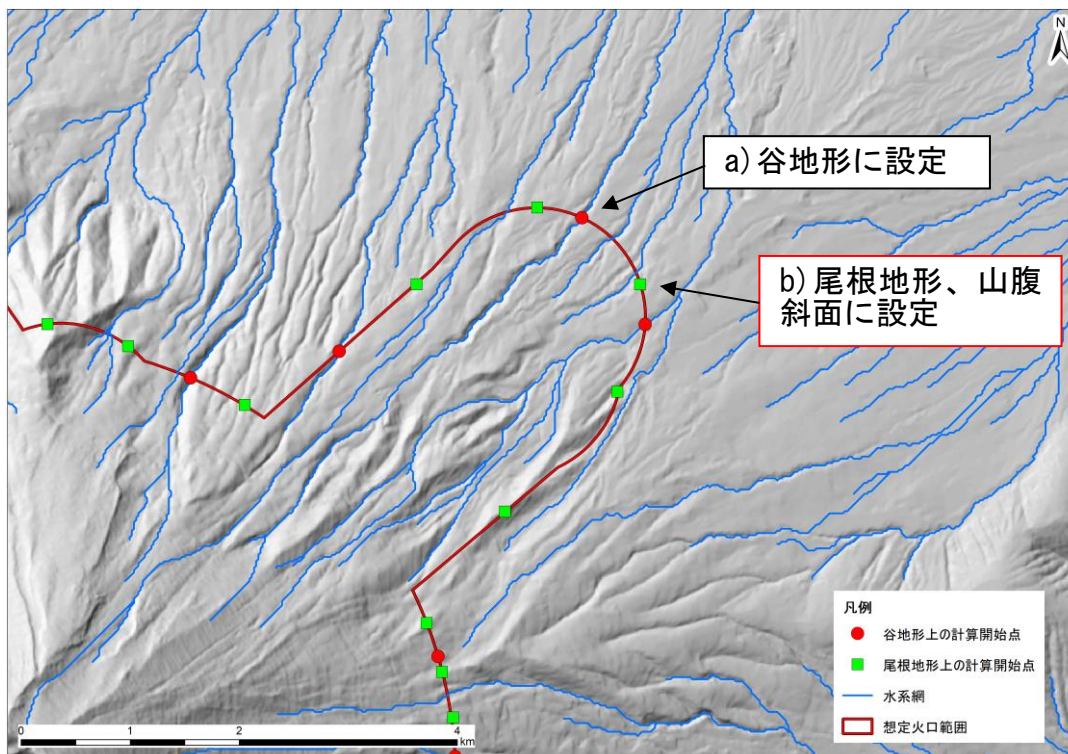 N
a)谷地形に設定
b)尾根地形、山腹
斜面に設定
凡例
谷地形上の計算開始点
尾根地形上の計算開始点
水系網
想定火口範囲
0 1 2 4
km